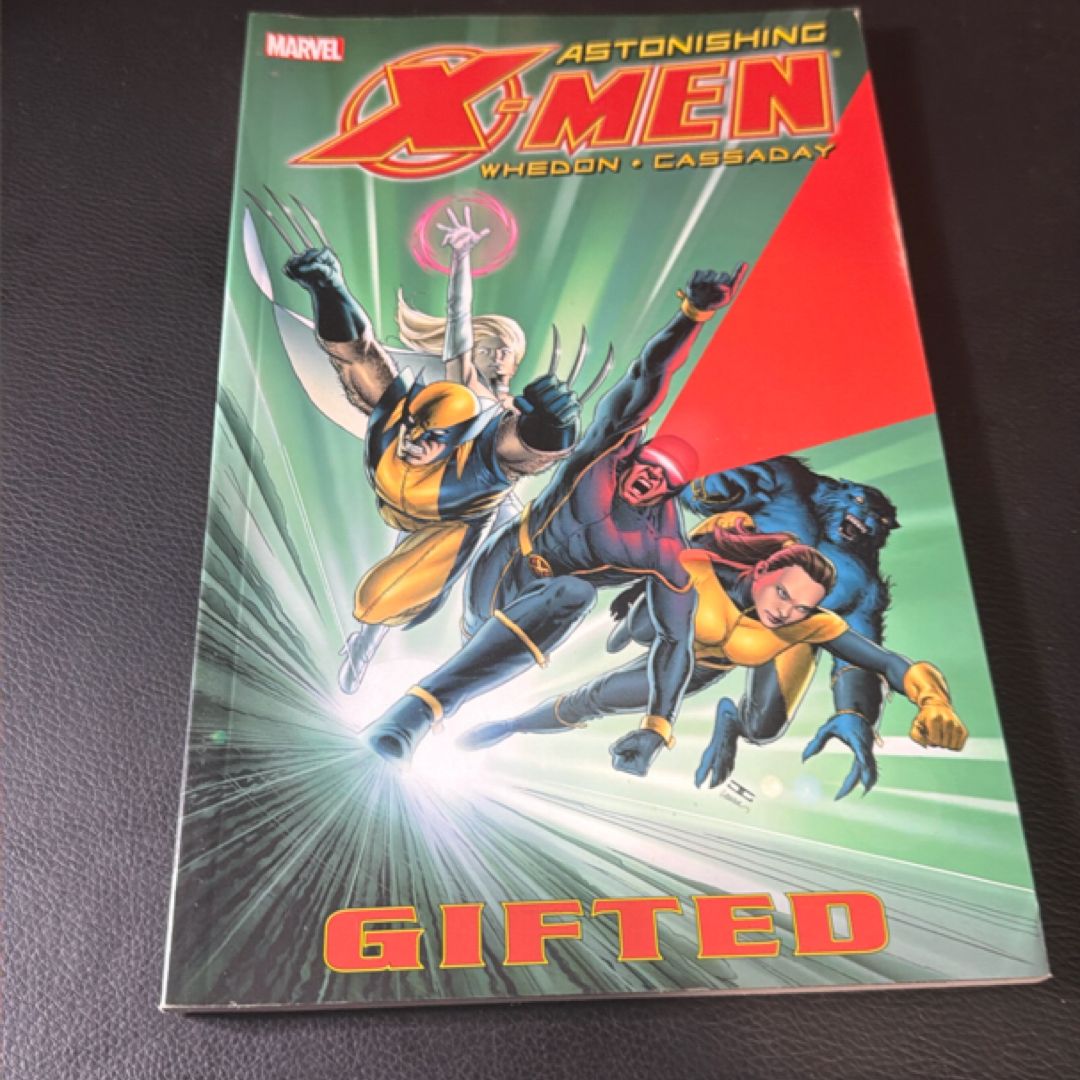 MARVEL
ASTONISHING
X-MEN
WHEDON • CASSADAY
GIFTED